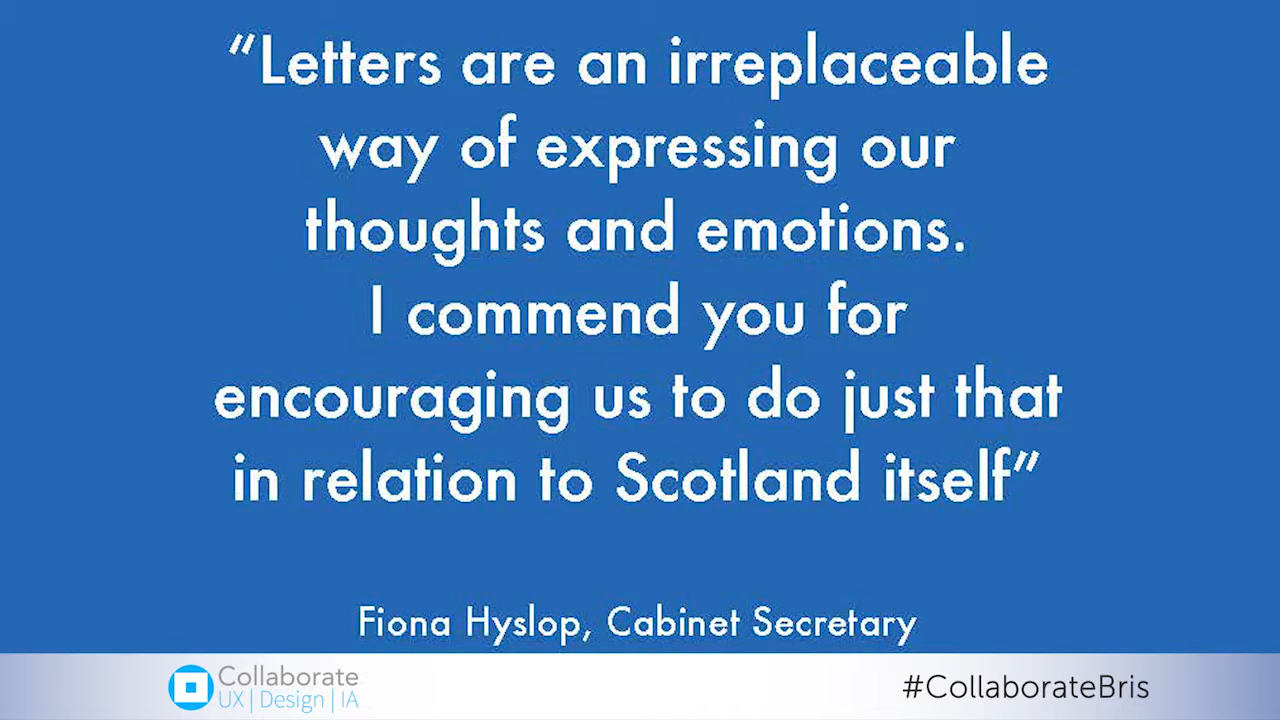 “Letters are an irreplaceable
way of expressing our
thoughts and emotions.
I commend you for
encouraging us to do just that
in relation to Scotland itself”
Fiona Hyslop, Cabinet Secretary
Collaborate
UX | Design | IA
#CollaborateBris